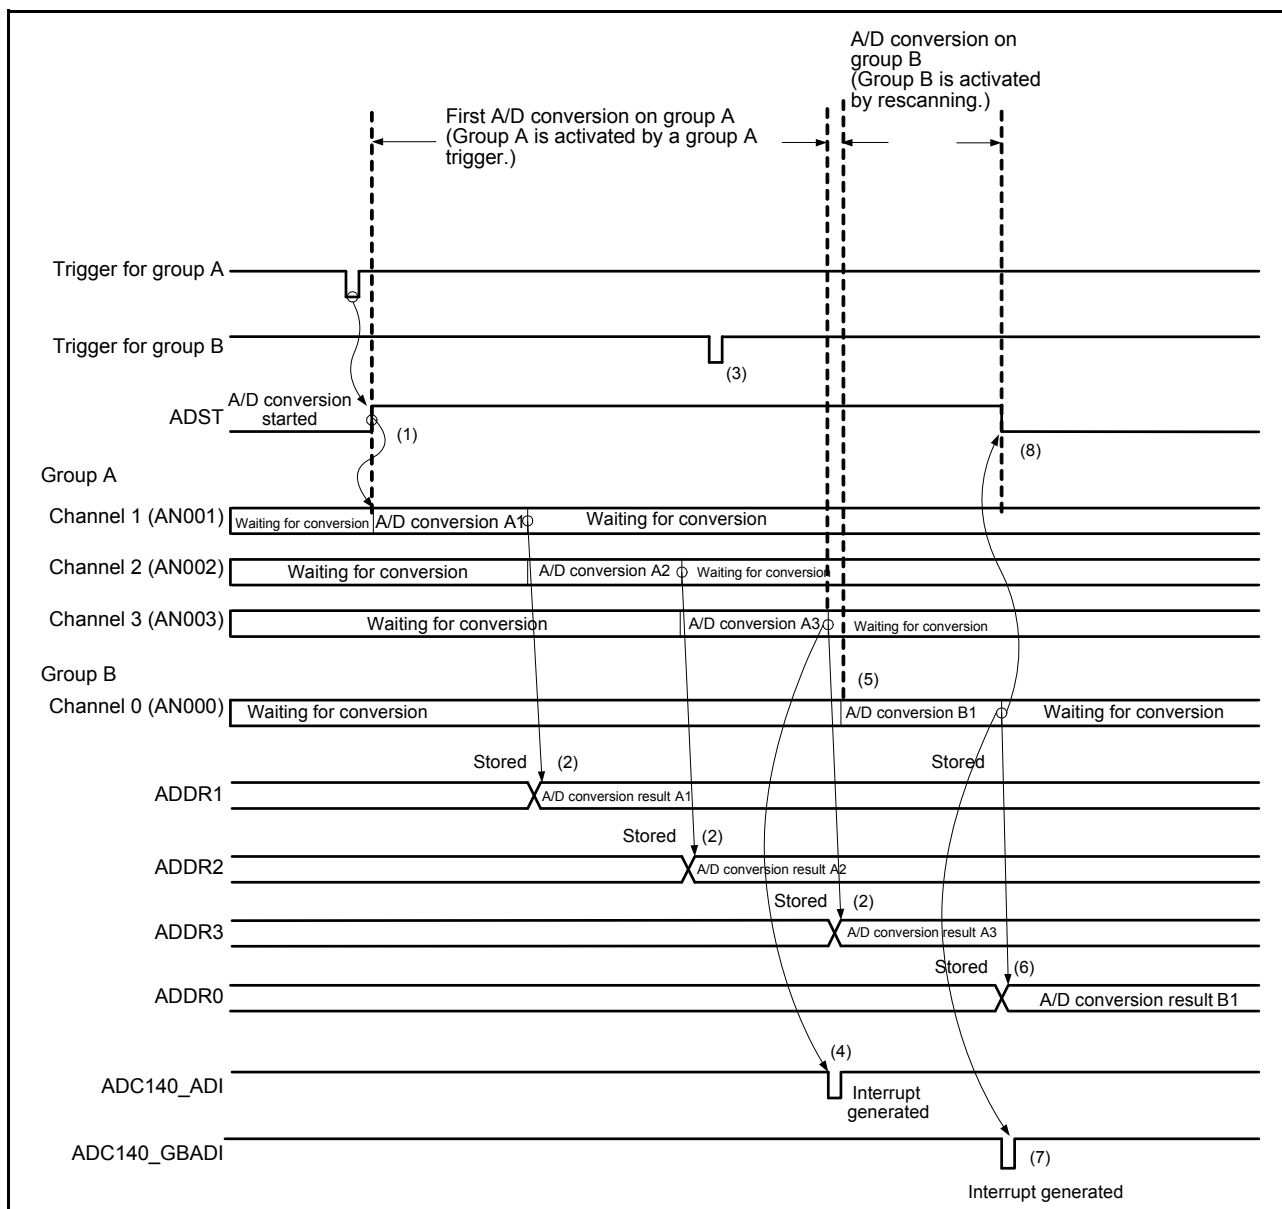 A/D conversion on
group B
(Group B is activated
by rescanning.)
First A/D conversion on group A
(Group A is activated by a group A
trigger.)
Trigger for group A
Trigger for group B
(3)
A/D conversion
started
ADST
(1)
(8)
Group A
Channel 1 (AN001)
Waiting for conversion
A/D conversion A1
Waiting for conversion
Channel 2 (AN002)
Waiting for conversion
A/D conversion A2
Waiting for conversion
Channel 3 (AN003)
Waiting for conversion
A/D conversion A3
Waiting for conversion
Group B
(5)
Channel 0 (AN000)
Waiting for conversion
A/D conversion B1
Waiting for conversion
Stored
(2)
Stored
ADDR1
A/D conversion result A1
Stored
(2)
ADDR2
A/D conversion result A2
Stored
(2)
ADDR3
A/D conversion result A3
Stored
(6)
ADDR0
A/D conversion result B1
(4)
ADC140_ADI
Interrupt
generated
ADC140_GBADI
(7)
Interrupt generated